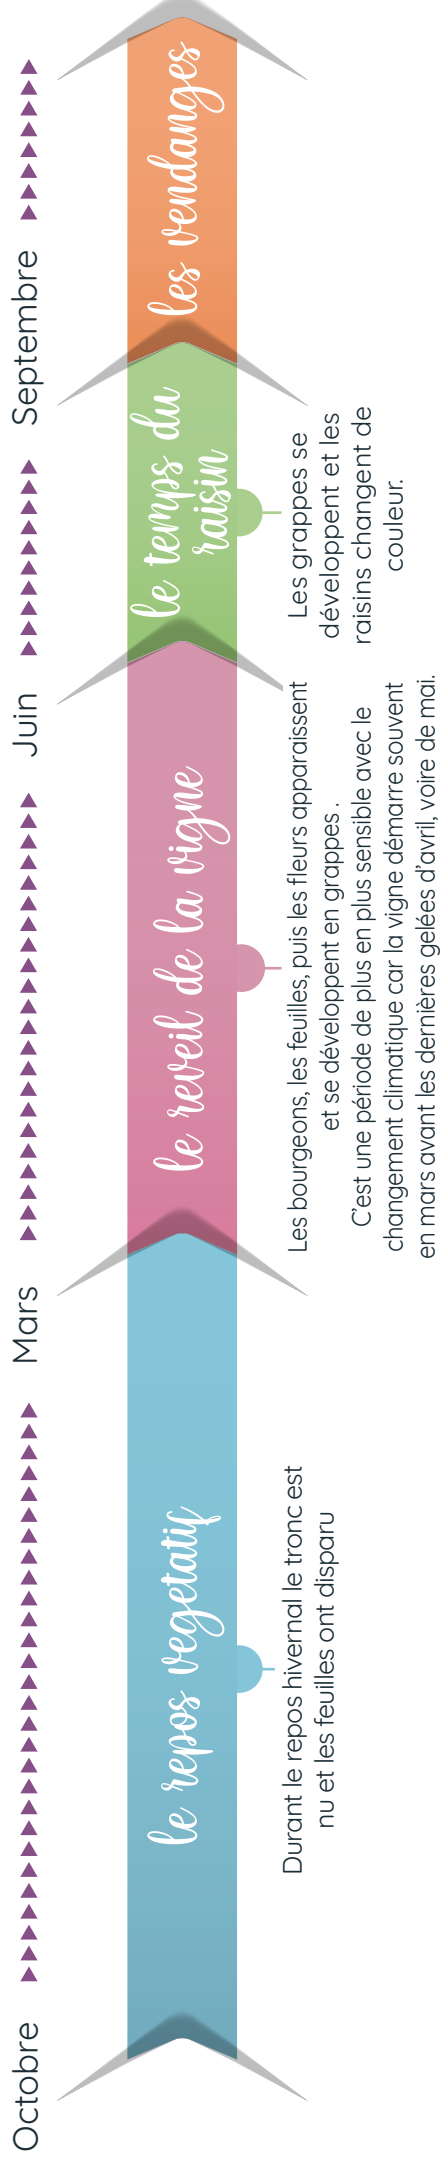 Octobre
Mars
Juin
Septembre
le repos vegetatif
le reveil de la vigne
le temps du
raisin
les vendanges
Durant le repos hivernal le tronc est
nu et les feuilles ont disparu
Les bourgeons, les feuilles, puis les fleurs apparaissent
et se développent en grappes .
C'est une période de plus en plus sensible avec le
changement climatique car la vigne démarre souvent
en mars avant les dernières gelées d'avril, voire de mai.
Les grappes se
développent et les
raisins changent de
couleur.